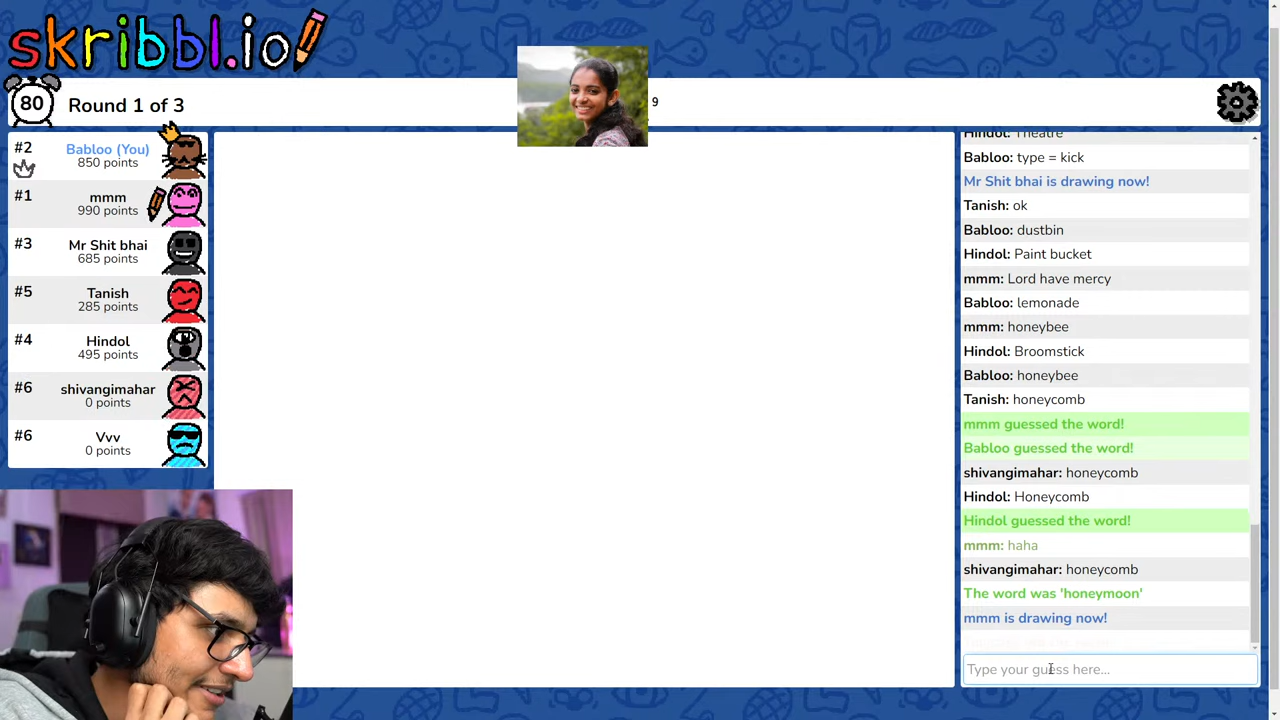 skribbl.io
80
Round 1 of 3
9
#2
Babloo (You)
850 points
#1
mmm
990 points
#3
Mr Shit bhai
685 points
#5
Tanish
285 points
#4
Hindol
495 points
#6
shivangimahar
0 points
#6
Vvv
0 points
Hindol: Theatre
Babloo: type = kick
Mr Shit bhai is drawing now!
Tanish: ok
Babloo: dustbin
Hindol: Paint bucket
mmm: Lord have mercy
Babloo: lemonade
mmm: honeybee
Hindol: Broomstick
Babloo: honeybee
Tanish: honeycomb
mmm guessed the word!
Babloo guessed the word!
shivangimahar: honeycomb
Hindol: Honeycomb
Hindol guessed the word!
mmm: haha
shivangimahar: honeycomb
The word was 'honeymoon'
mmm is drawing now!
Type your guess here...